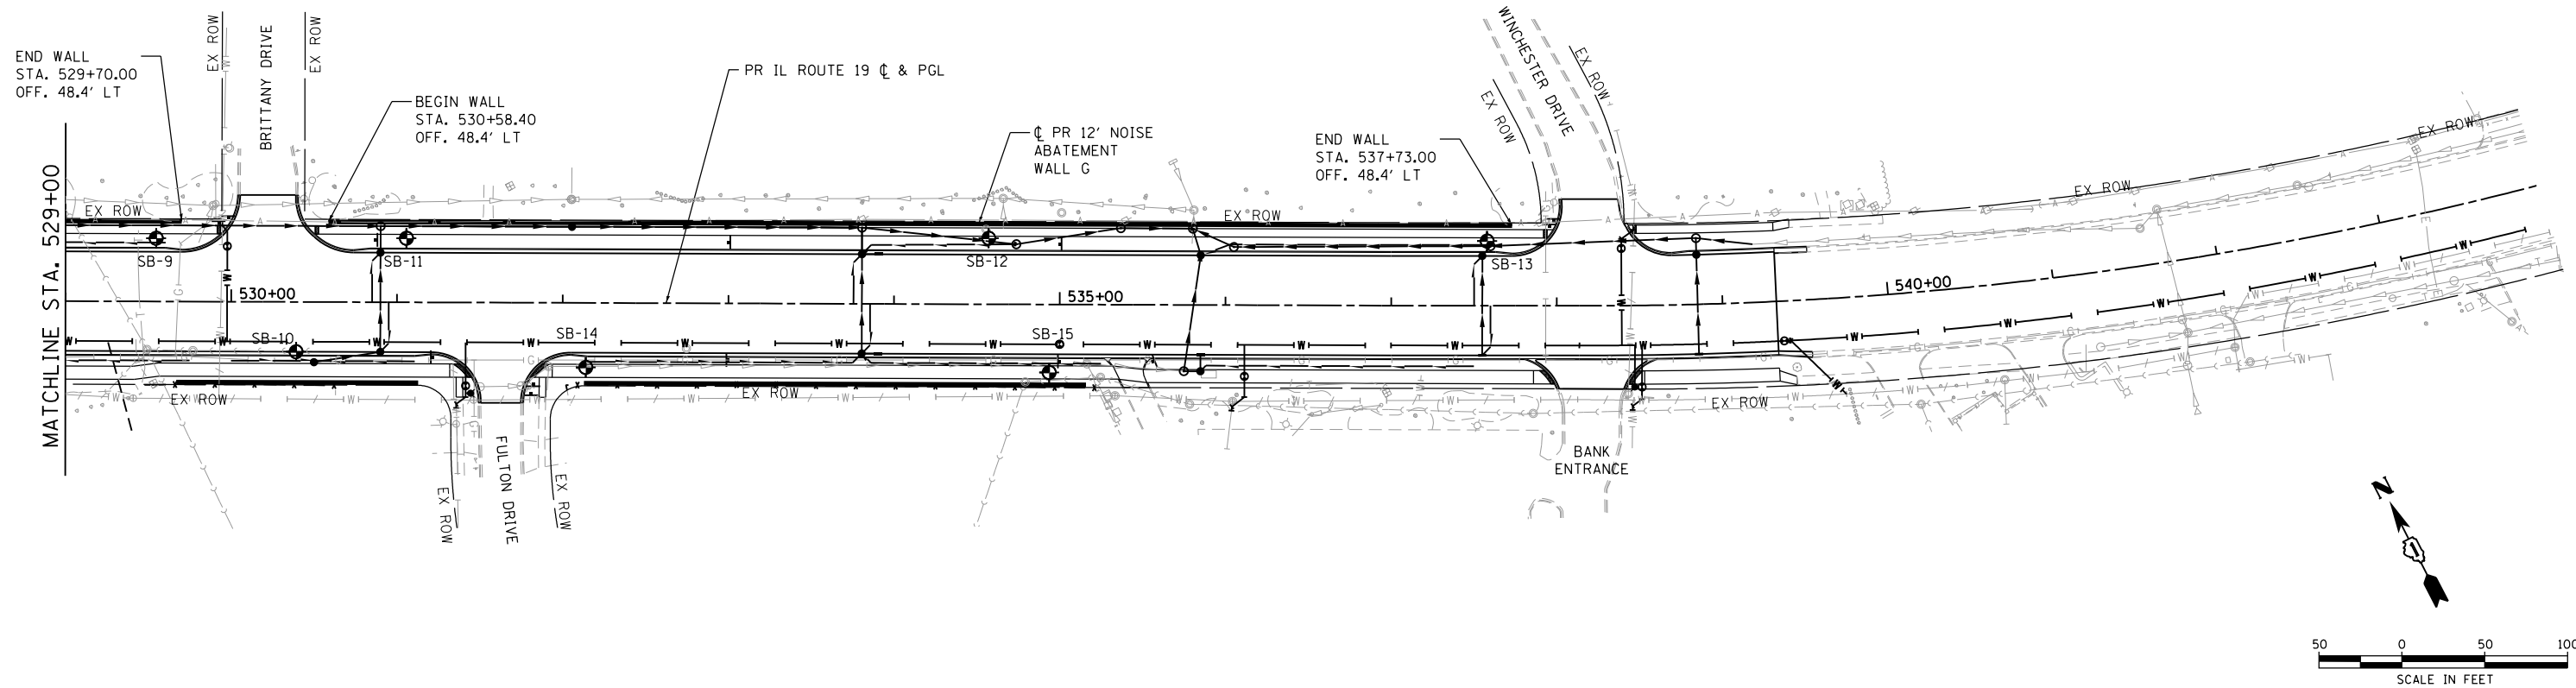 END WALL
STA. 529+70.00
OFF. 48.4' LT
EX ROW
BRITTANY DRIVE
EX ROW
BEGIN WALL
STA. 530+58.40
OFF. 48.4' LT
PR IL ROUTE 19 ℄ & PGL
℄ PR 12' NOISE
ABATEMENT
WALL G
END WALL
STA. 537+73.00
OFF. 48.4' LT
EX ROW
WINCHESTER DRIVE
EX ROW
EX ROW
EX ROW
MATCHLINE STA. 529+00
EX ROW
EX ROW
SB-9
SB-11
SB-12
SB-13
530+00
535+00
540+00
SB-10
SB-14
SB-15
EX ROW
EX ROW
EX ROW
EX ROW
FULTON DRIVE
EX ROW
BANK
ENTRANCE
N
50 0 50 100
SCALE IN FEET